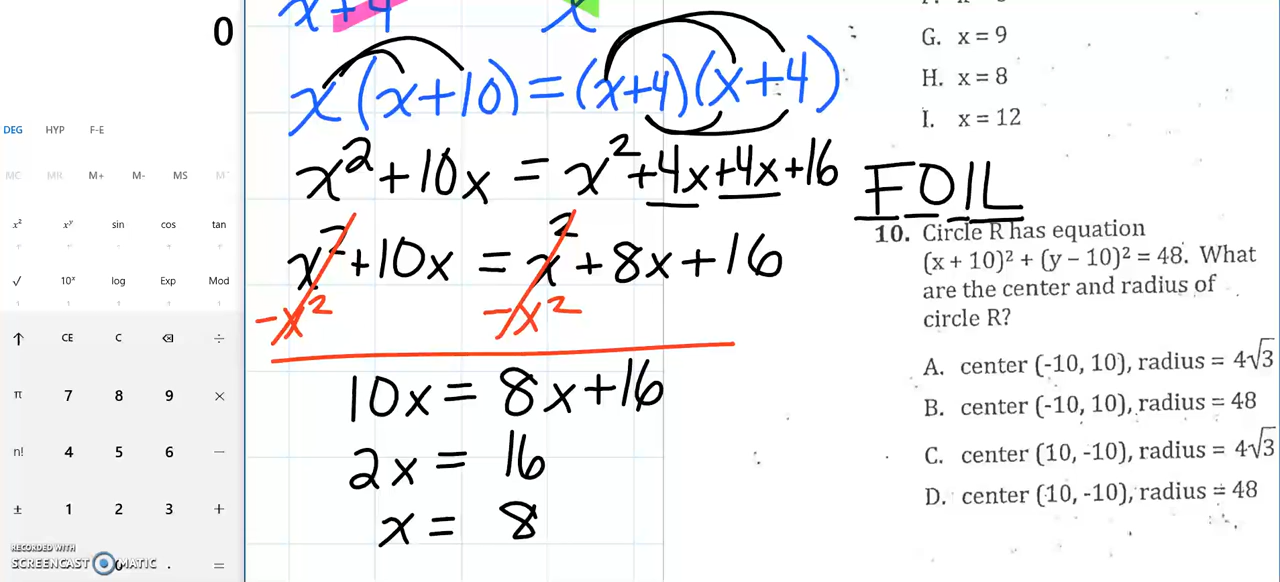 x+4 x
0
x(x+10)=(x+4)(x+4)
x²+10x = x²+4x+4x+16
FOIL
x²+10x = x²+8x+16
-x² -x²
10x = 8x+16
2x = 16
x = 8
G. x = 9
H. x = 8
I. x = 12
10. Circle R has equation
(x + 10)² + (y – 10)² = 48. What
are the center and radius of
circle R?
A. center (-10, 10), radius = 4√3
B. center (-10, 10), radius = 48
C. center (10, -10), radius = 4√3
D. center (10, -10), radius = 48
DEG HYP F-E
MC MR M+ M- MS M˅
x² xʸ sin cos tan
√ 10ˣ log Exp Mod
↑ CE C ⌫ ÷
π 7 8 9 ×
n! 4 5 6 −
± 1 2 3 +
( ) 0 . =
RECORDED WITH
SCREENCAST-O-MATIC